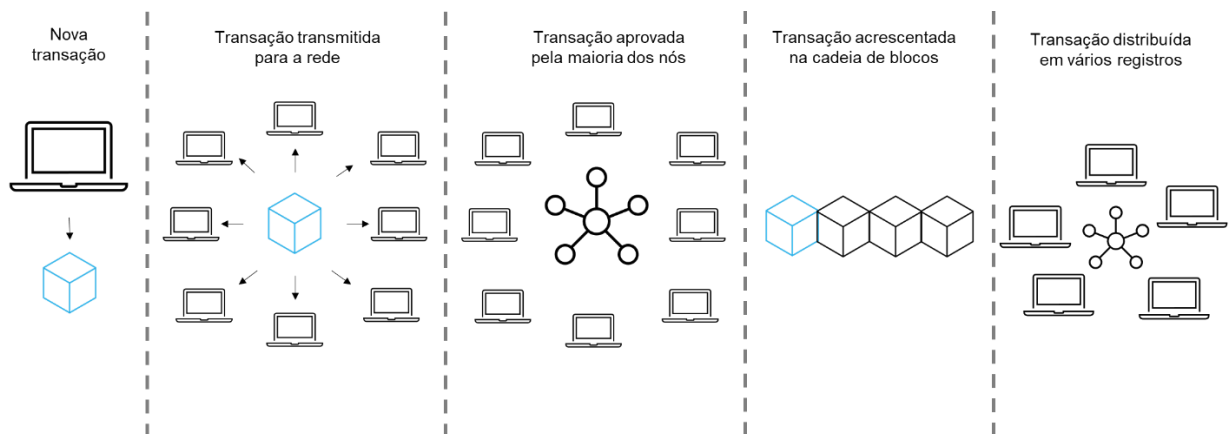 Nova
transação
Transação transmitida
para a rede
Transação aprovada
pela maioria dos nós
Transação acrescentada
na cadeia de blocos
Transação distribuída
em vários registros